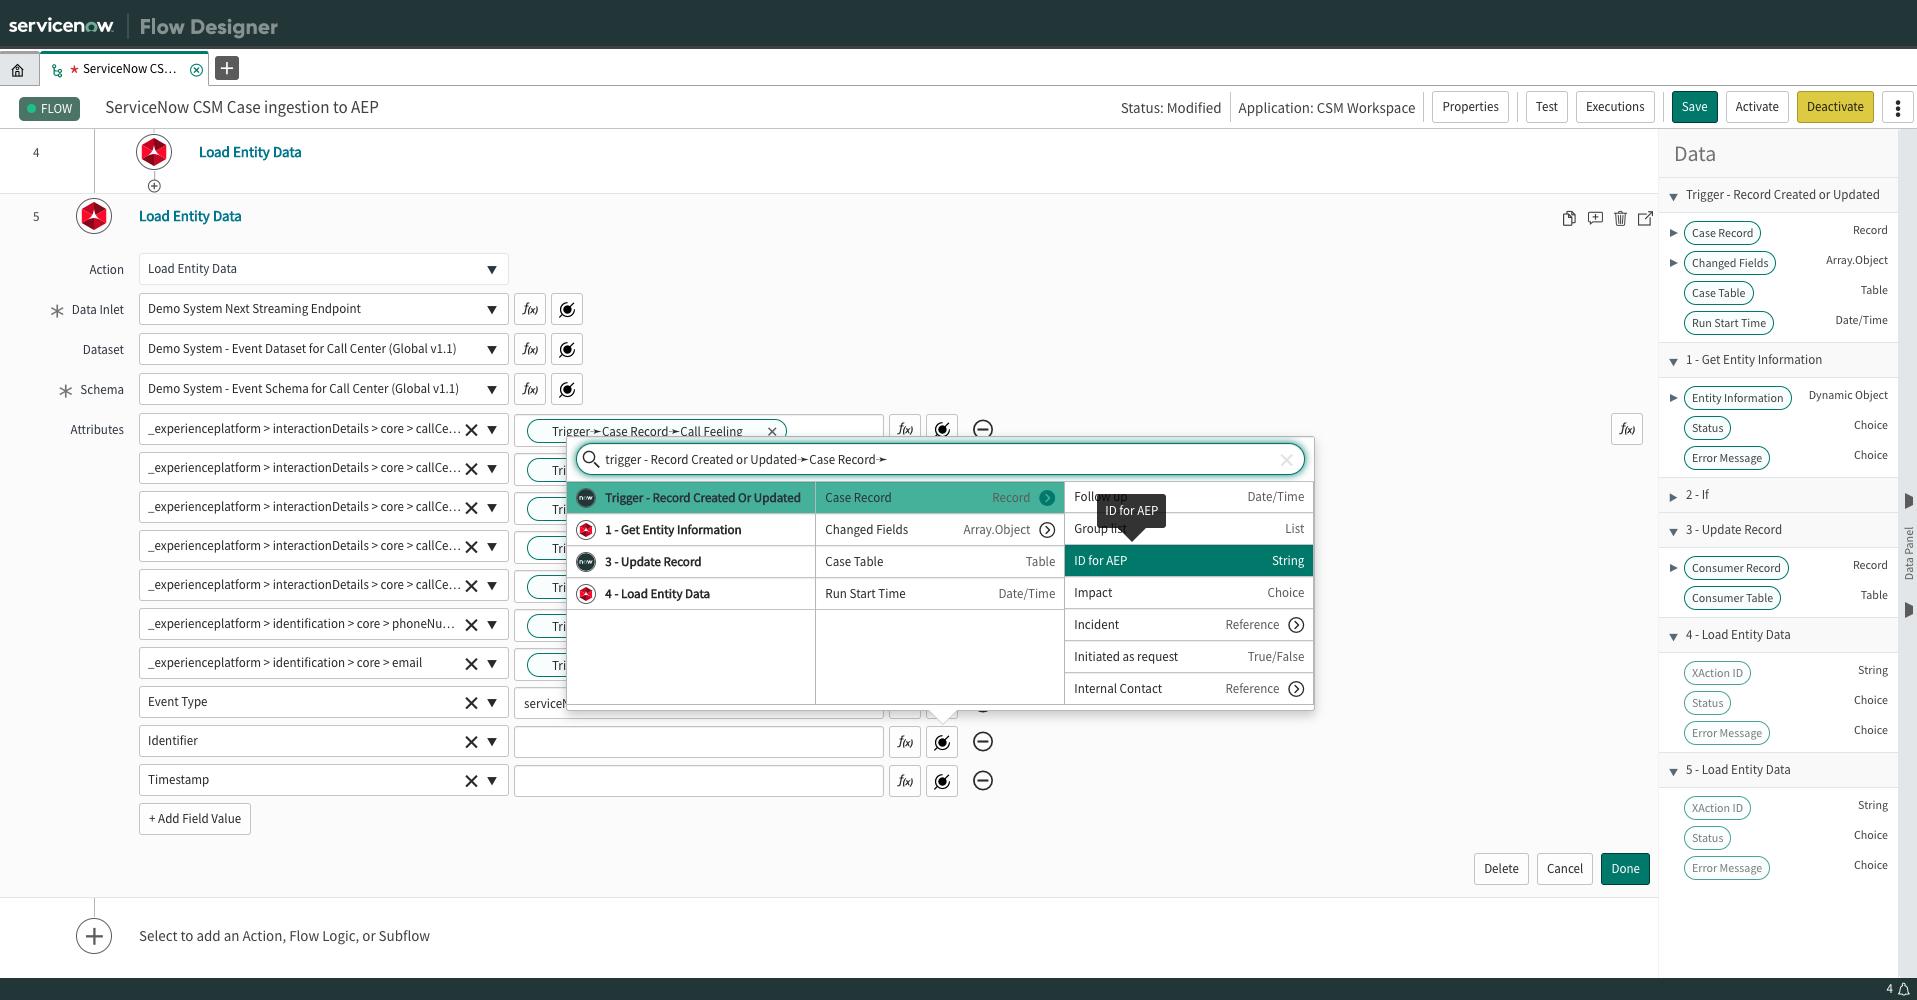 servicenow Flow Designer
ServiceNow CS...
FLOW ServiceNow CSM Case ingestion to AEP Status: Modified Application: CSM Workspace Properties Test Executions Save Activate Deactivate
4 Load Entity Data
5 Load Entity Data
Action Load Entity Data
Data Inlet Demo System Next Streaming Endpoint f(x)
Dataset Demo System - Event Dataset for Call Center (Global v1.1) f(x)
Schema Demo System - Event Schema for Call Center (Global v1.1) f(x)
Attributes _experienceplatform > interactionDetails > core > callCe... Trigger➛Case Record➛Call Feeling f(x) f(x)
_experienceplatform > interactionDetails > core > callCe... Tri
_experienceplatform > interactionDetails > core > callCe... Tri
_experienceplatform > interactionDetails > core > callCe... Tri
_experienceplatform > interactionDetails > core > callCe... Tri
_experienceplatform > identification > core > phoneNu... Tri
_experienceplatform > identification > core > email Tri
Event Type serviceN
Identifier f(x)
Timestamp f(x)
+ Add Field Value
Delete Cancel Done
Select to add an Action, Flow Logic, or Subflow
trigger - Record Created or Updated➛Case Record➛
now Trigger - Record Created Or Updated
1 - Get Entity Information
now 3 - Update Record
4 - Load Entity Data
Case Record Record
Changed Fields Array.Object
Case Table Table
Run Start Time Date/Time
Follow up Date/Time
Group list List
ID for AEP
ID for AEP String
Impact Choice
Incident Reference
Initiated as request True/False
Internal Contact Reference
Data
Trigger - Record Created or Updated
Case Record Record
Changed Fields Array.Object
Case Table Table
Run Start Time Date/Time
1 - Get Entity Information
Entity Information Dynamic Object
Status Choice
Error Message Choice
2 - If
3 - Update Record
Consumer Record Record
Consumer Table Table
4 - Load Entity Data
XAction ID String
Status Choice
Error Message Choice
5 - Load Entity Data
XAction ID String
Status Choice
Error Message Choice
Data Panel
4